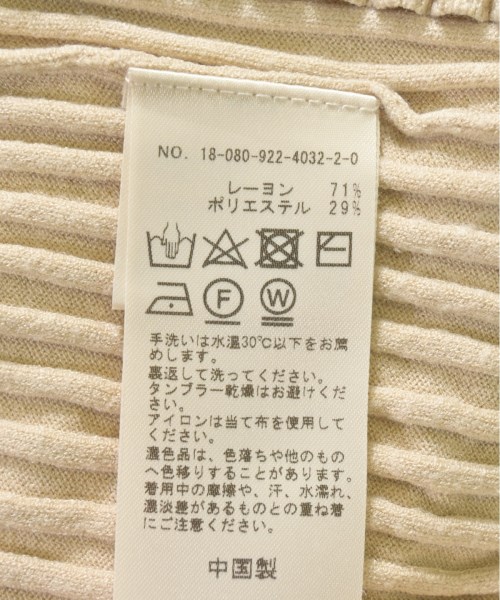 NO. 18-080-922-4032-2-0
レーヨン 71%
ポリエステル 29%
F W
手洗いは水温30℃以下をお薦
めします。
裏返して洗ってください。
タンブラー乾燥はお避けくだ
さい。
アイロンは当て布を使用して
ください。
濃色品は、色落ちや他のもの
へ色移りすることがあります。
着用中の摩擦や、汗、水濡れ、
濃淡差があるものとの重ね着
にご注意ください。
中国製